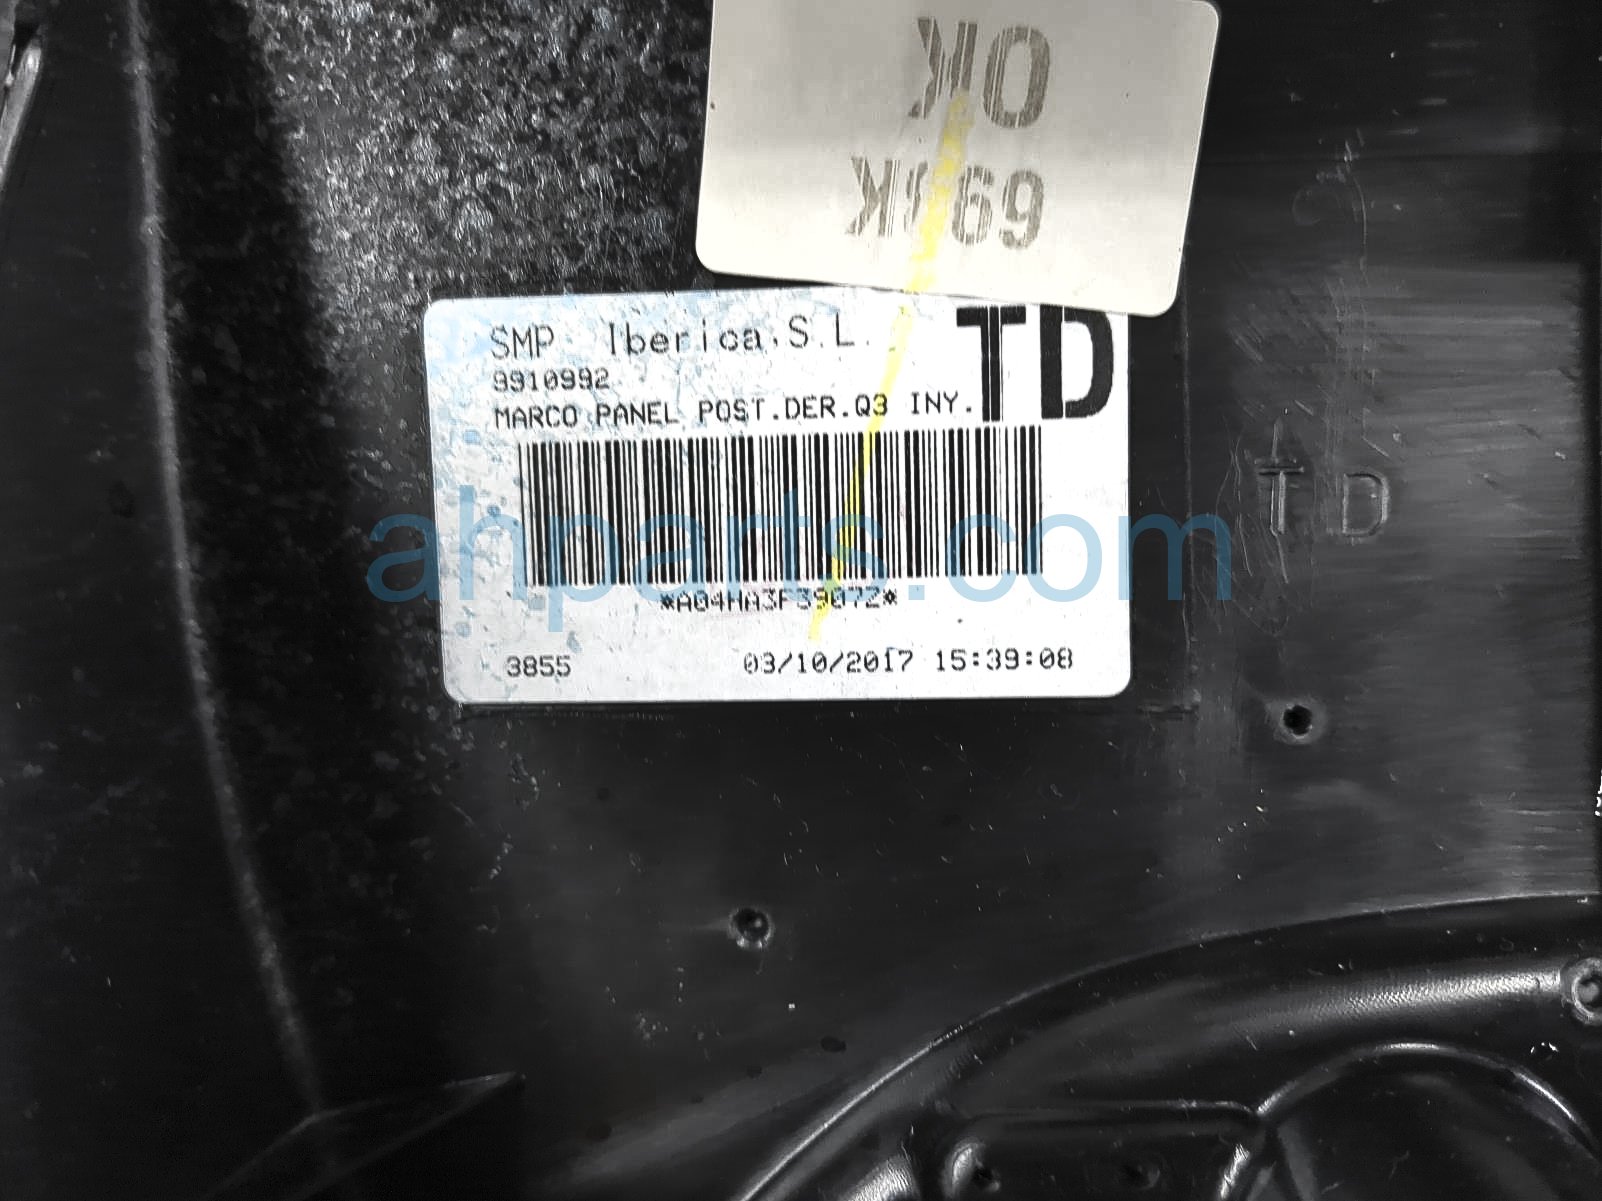 OK
SMP Iberica,S.L.
TD
9910992
MARCO PANEL POST.DER.Q3 INY.
*A04HA3F3907Z*
3855
03/10/2017 15:39:08
TD
ahparts.com